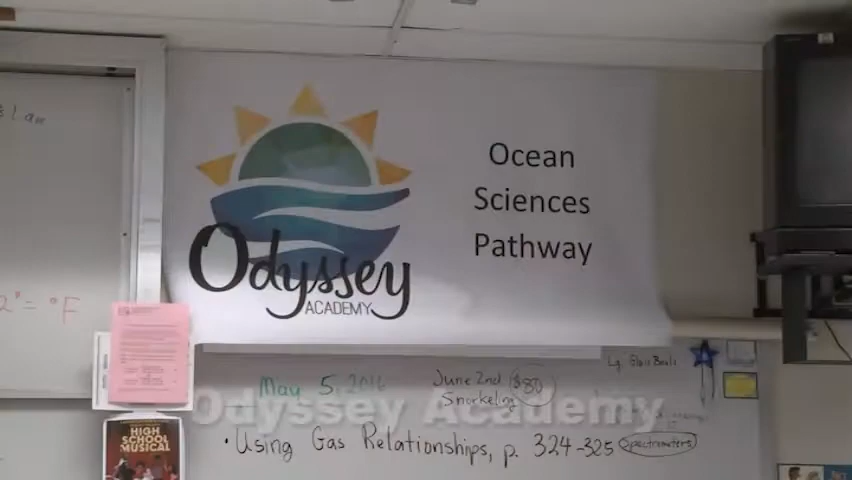 Ocean
Sciences
Pathway
Odyssey
ACADEMY
2° = °F
May 5, 2016
June 2nd $80
Snorkeling
Lg. Glass Bowls
Odyssey Academy
• Using Gas Relationships, p. 324-325 Spectrometers
HIGH
SCHOOL
MUSICAL